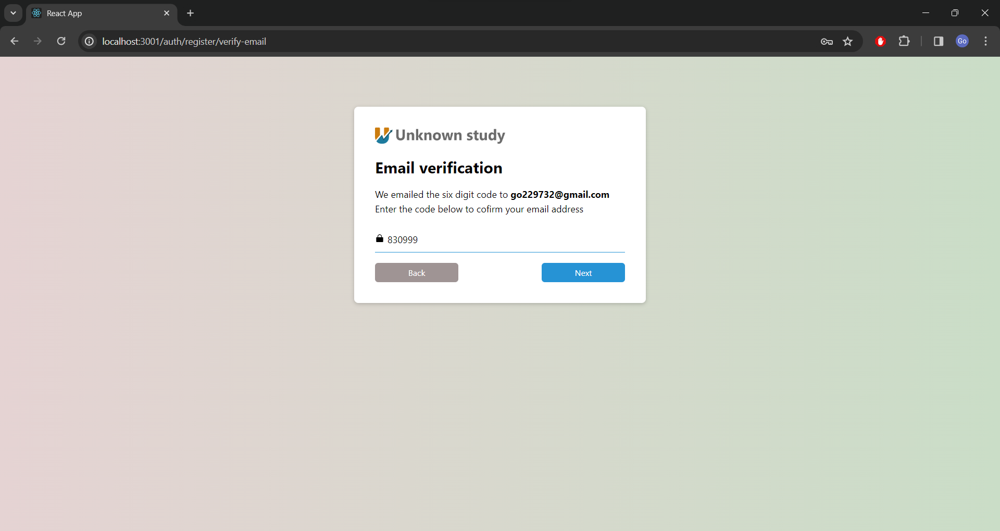 React App
localhost:3001/auth/register/verify-email
Go
Unknown study
Email verification
We emailed the six digit code to go229732@gmail.com
Enter the code below to cofirm your email address
830999
Back
Next